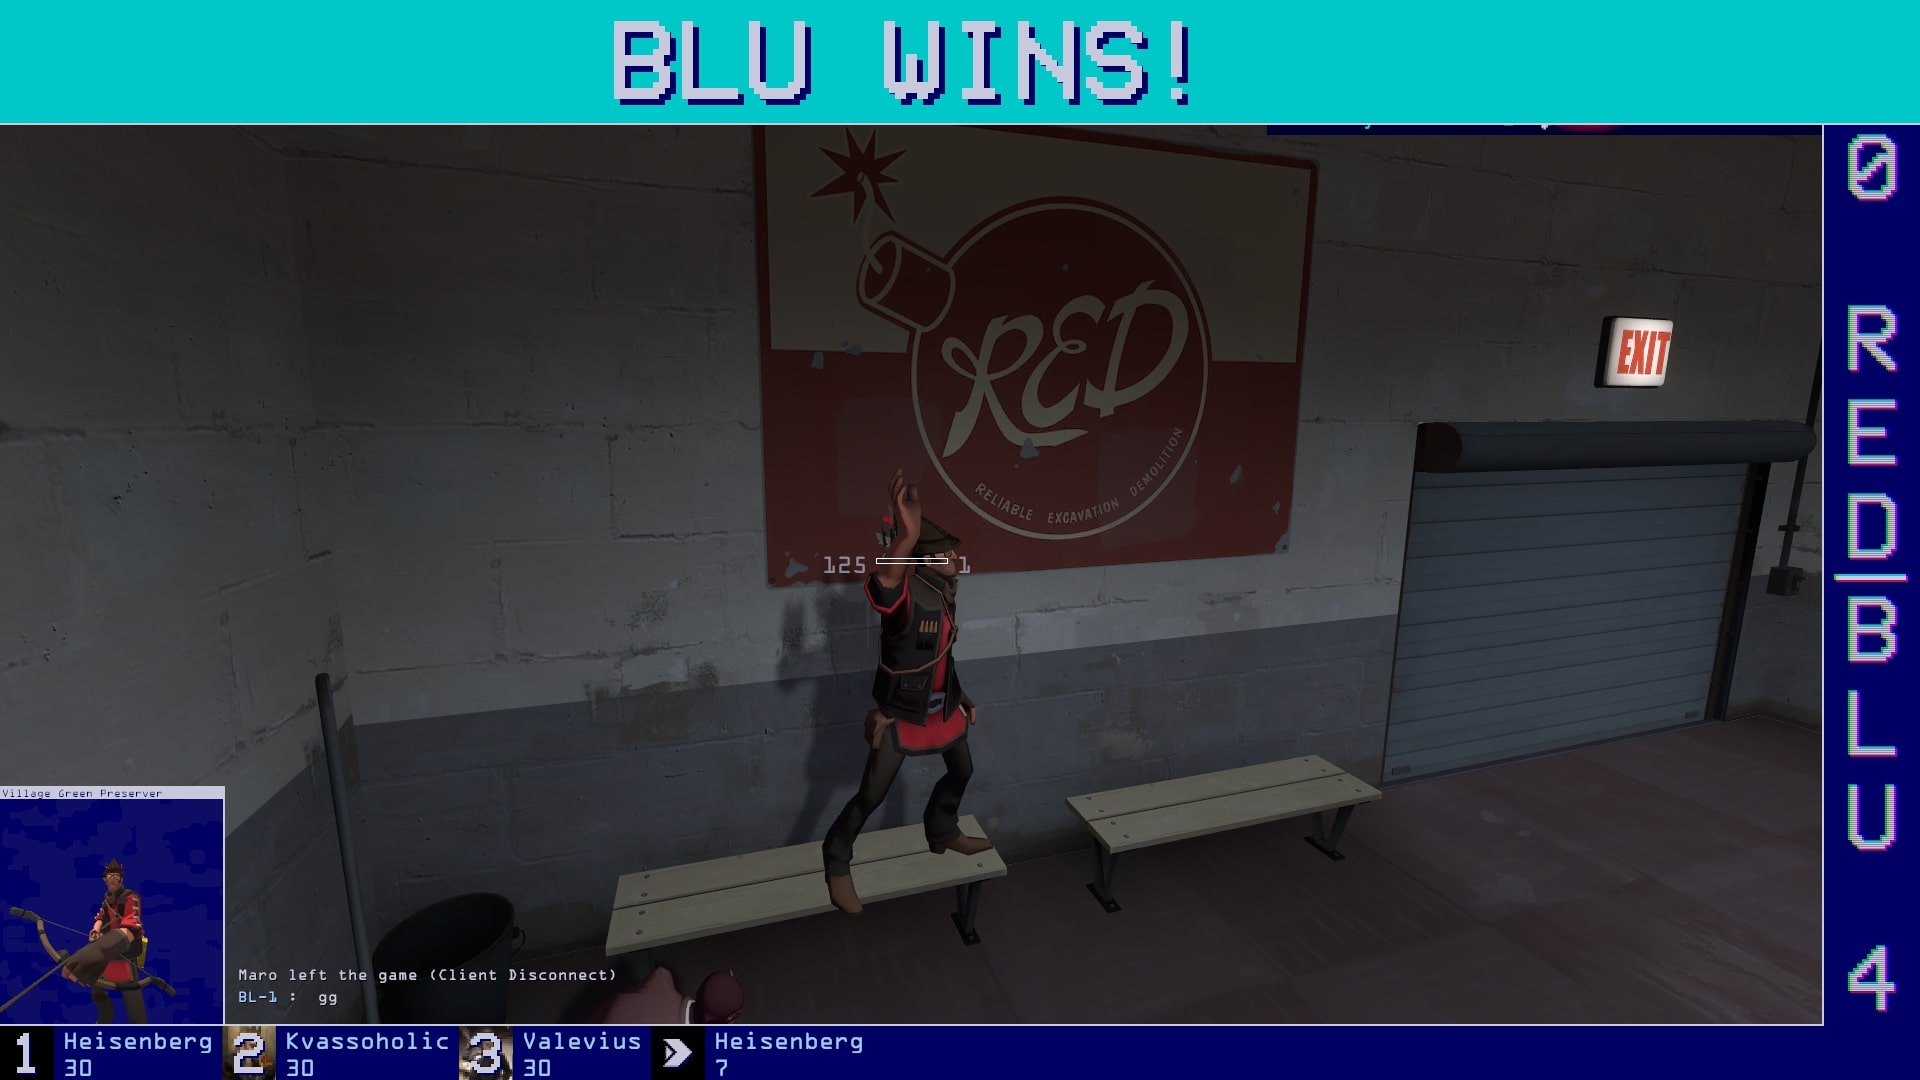 BLU WINS!
0 RED
BLU 4
RED
RELIABLE EXCAVATION DEMOLITION
EXIT
125 1
Village Green Preserver
Maro left the game (Client Disconnect)
BL-1 : gg
1 Heisenberg 30
2 Kvassoholic 30
3 Valevius 30
Heisenberg 7